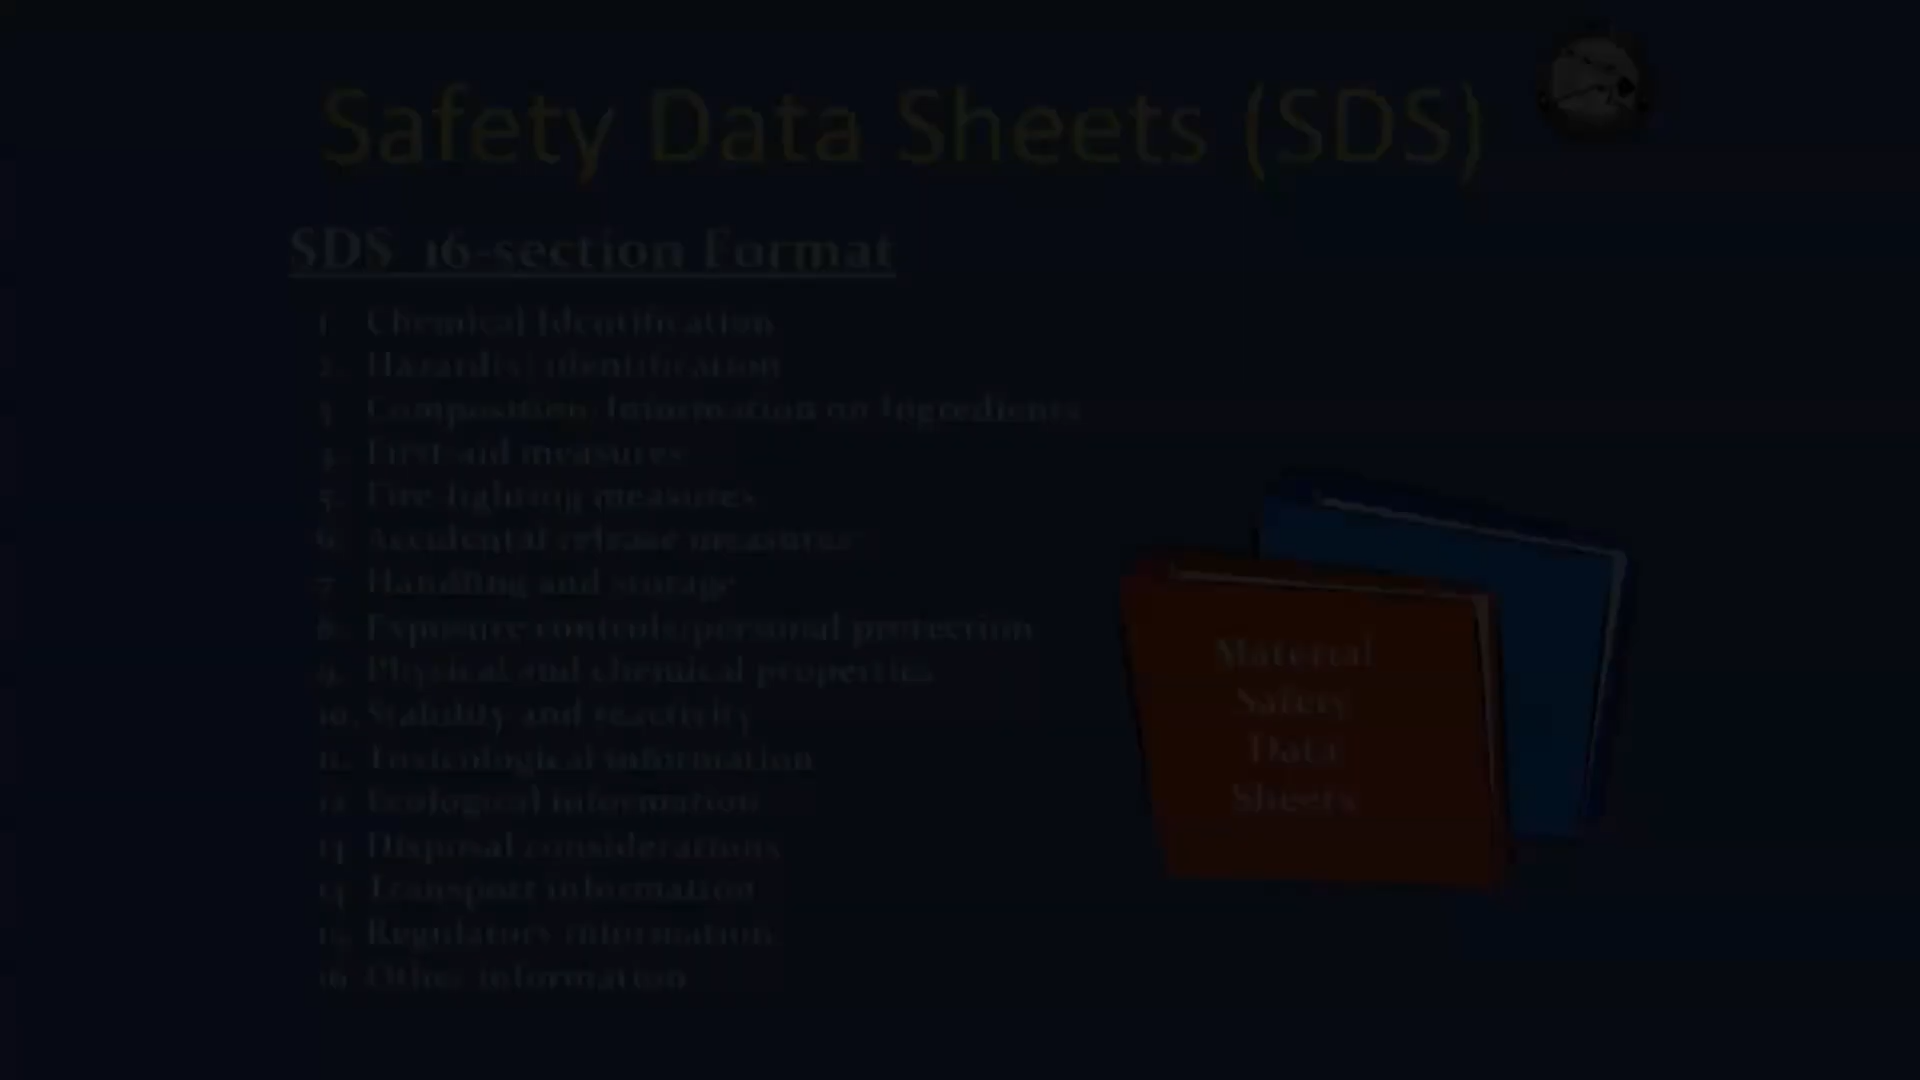 Safety Data Sheets (SDS)
SDS 16-section Format
1. Chemical Identification
2. Hazard(s) identification
3. Composition/Information on Ingredients
4. First-aid measures
5. Fire-fighting measures
6. Accidental release measures
7. Handling and storage
8. Exposure controls/personal protection
9. Physical and chemical properties
10. Stability and reactivity
11. Toxicological information
12. Ecological information
13. Disposal considerations
14. Transport information
15. Regulatory information
16. Other information
Material
Safety
Data
Sheets